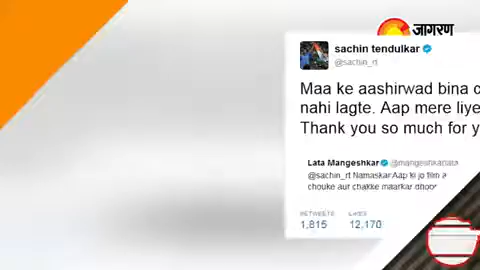 जागरण
sachin tendulkar
@sachin_rt
Maa ke aashirwad bina
nahi lagte. Aap mere liye
Thank you so much for
Lata Mangeshkar @mangeshkarlata
@sachin_rt Namaskar.Aap ki jo film
chouke aur chakke maarkar
RETWEETS LIKES
1,815 12,170